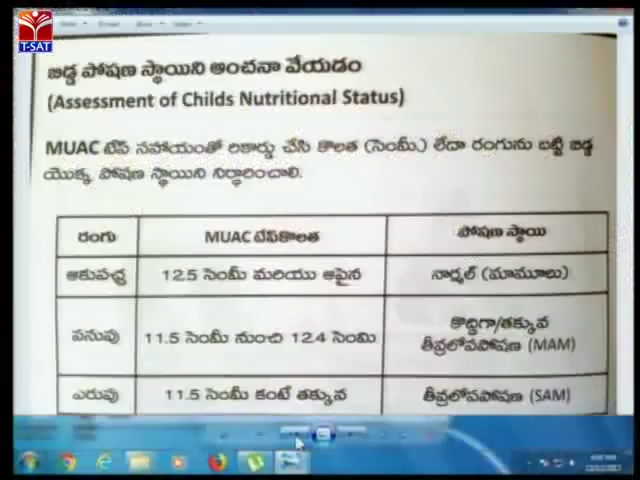 T-SAT
బిడ్డ పోషణ స్థాయిని అంచనా వేయడం
(Assessment of Childs Nutritional Status)
MUAC టేప్ సహాయంతో రికార్డు చేసి కొలత (సెంమీ) లేదా రంగును బట్టి బిడ్డ
యొక్క పోషణ స్థాయిని నిర్ధారించాలి.
రంగు MUAC టేప్‌కొలత పోషణ స్థాయి
ఆకుపచ్చ 12.5 సెంమీ మరియు ఆపైన నార్మల్ (మామూలు)
పసుపు 11.5 సెంమీ నుంచి 12.4 సెంమి కొద్దిగా/తక్కువ
తీవ్రలోపపోషణ (MAM)
ఎరుపు 11.5 సెంమీ కంటే తక్కువ తీవ్రలోపపోషణ (SAM)